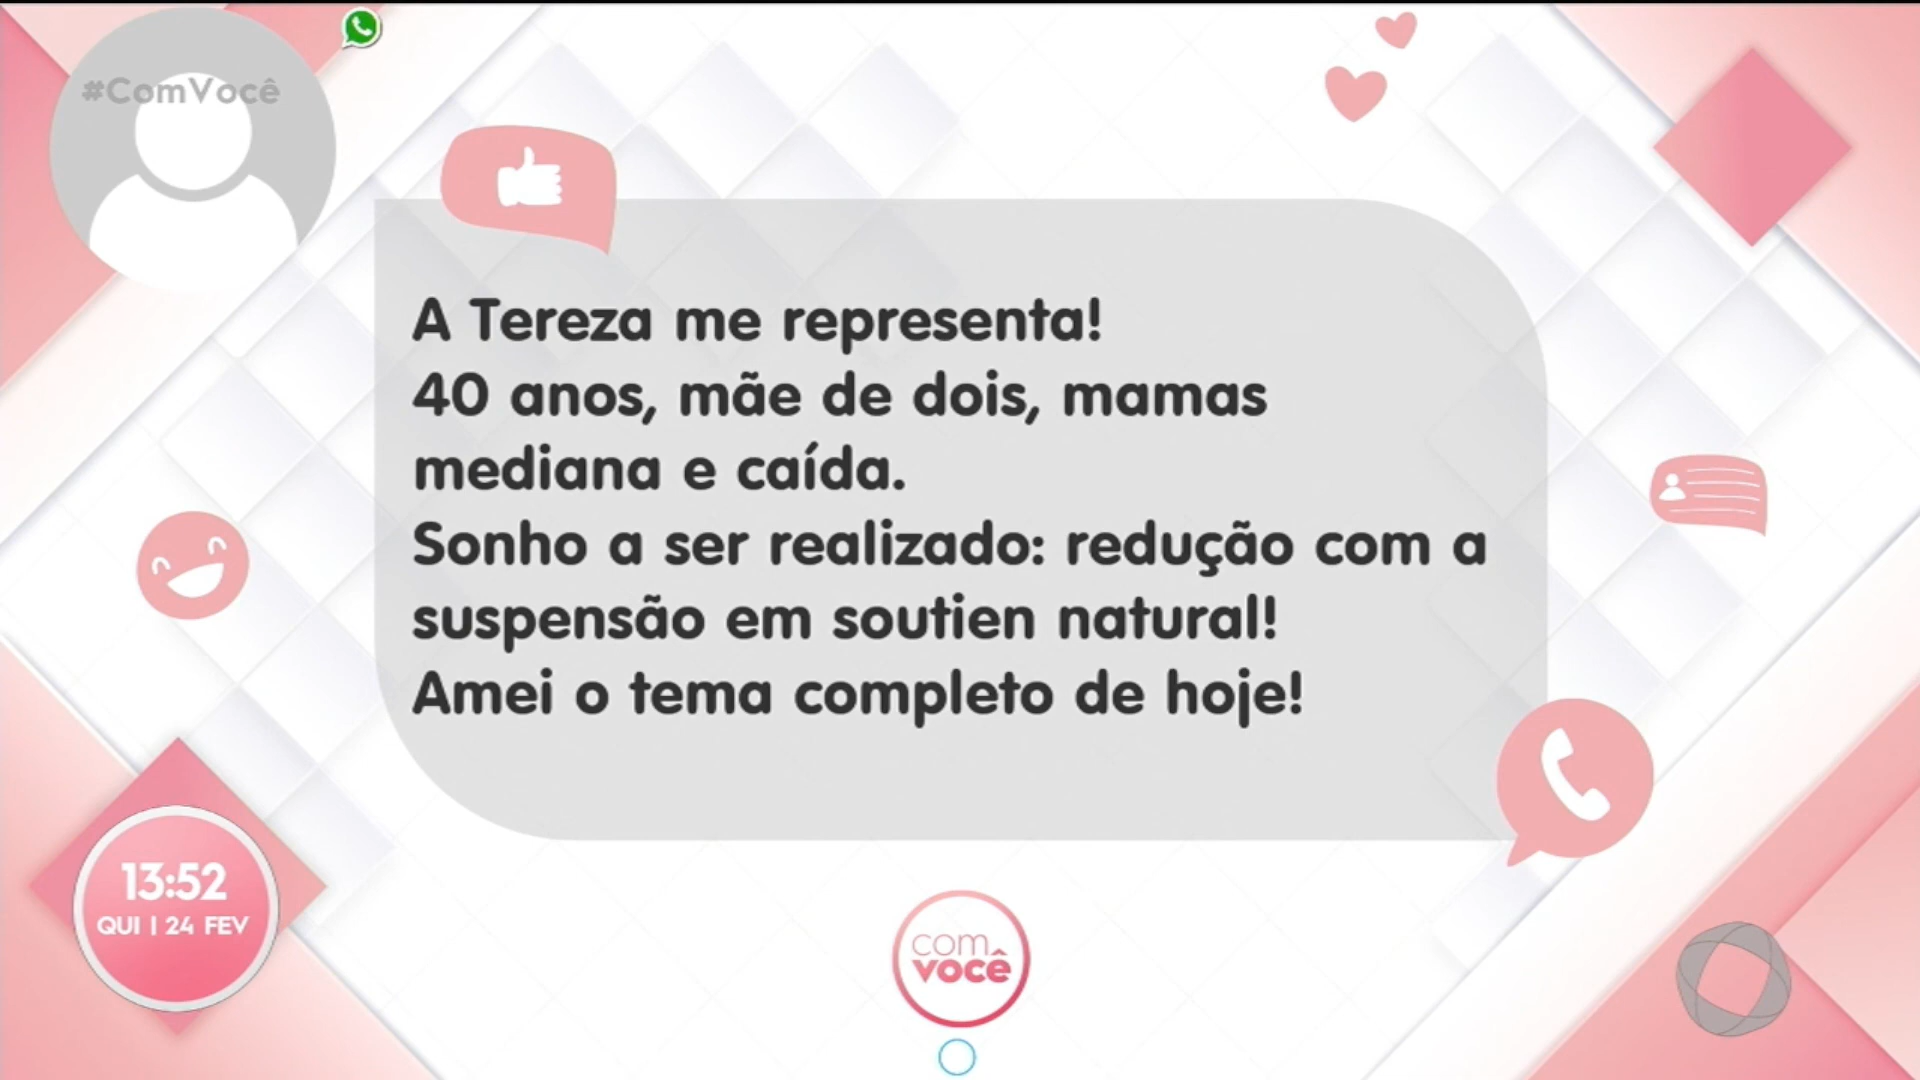 #ComVocê
A Tereza me representa!
40 anos, mãe de dois, mamas
mediana e caída.
Sonho a ser realizado: redução com a
suspensão em soutien natural!
Amei o tema completo de hoje!
13:52
QUI | 24 FEV
com
você